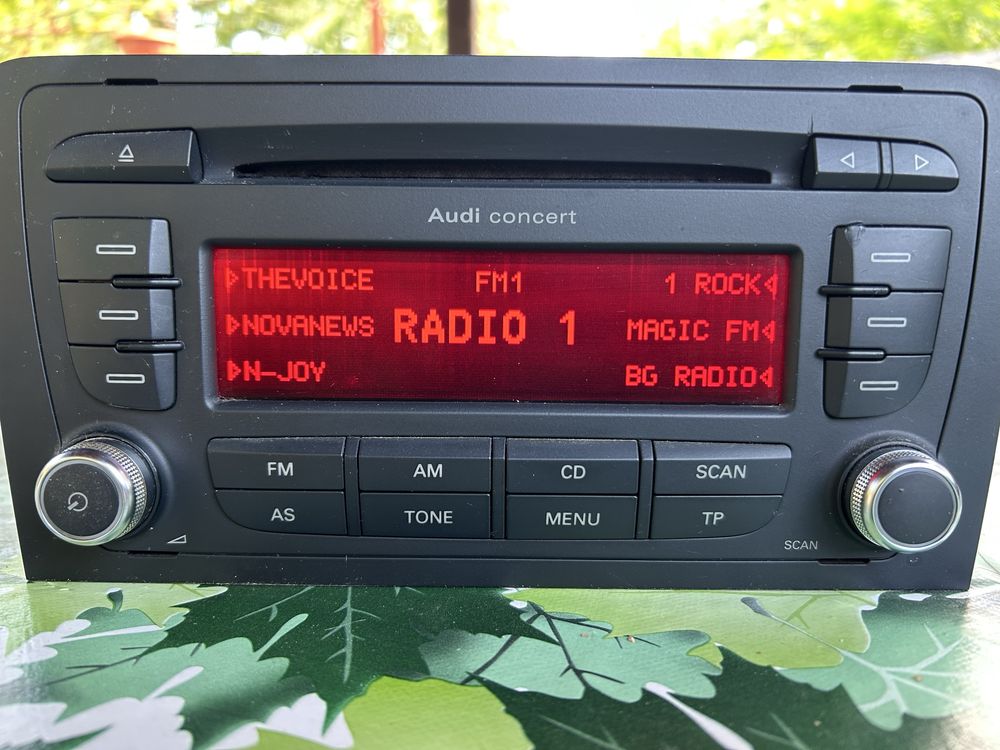 Audi concert
THEVOICE FM1 1 ROCK
NOVANEWS RADIO 1 MAGIC FM
N-JOY BG RADIO
FM AM CD SCAN
AS TONE MENU TP
SCAN